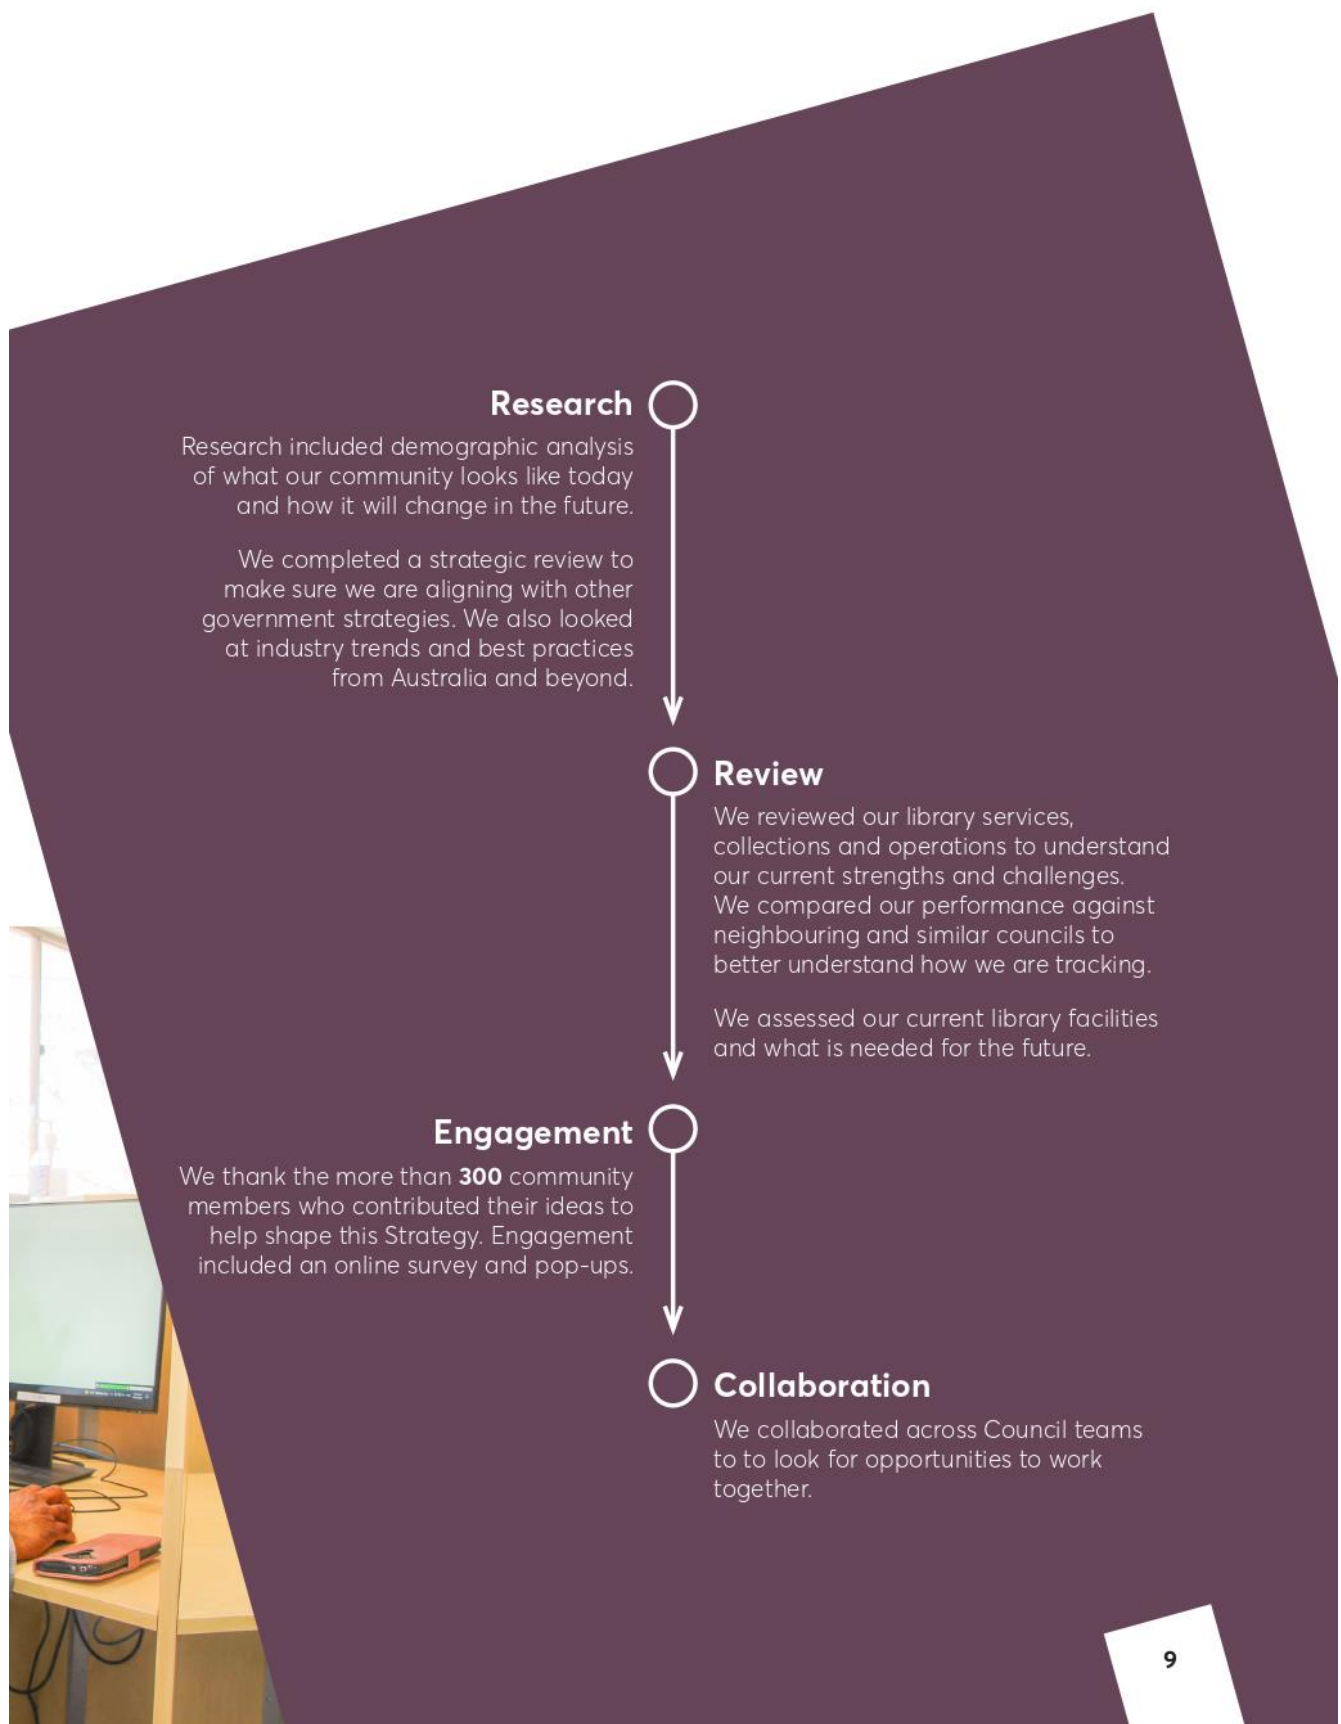 Research
Research included demographic analysis
of what our community looks like today
and how it will change in the future.
We completed a strategic review to
make sure we are aligning with other
government strategies. We also looked
at industry trends and best practices
from Australia and beyond.
Review
We reviewed our library services,
collections and operations to understand
our current strengths and challenges.
We compared our performance against
neighbouring and similar councils to
better understand how we are tracking.
We assessed our current library facilities
and what is needed for the future.
Engagement
We thank the more than 300 community
members who contributed their ideas to
help shape this Strategy. Engagement
included an online survey and pop-ups.
Collaboration
We collaborated across Council teams
to to look for opportunities to work
together.
9